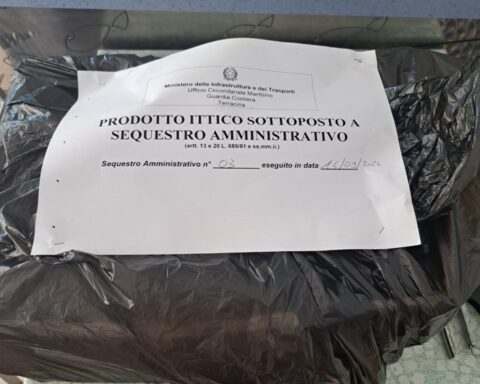 Ministero delle Infrastruttura e dei Trasporti
Ufficio Circondariale Marittimo
Guardia Costiera
Terracina
PRODOTTO ITTICO SOTTOPOSTO A
SEQUESTRO AMMINISTRATIVO
(artt. 13 e 20 L. 689/81 e ss.mm.ii.)
Sequestro Amministrativo n° 03 eseguito in data